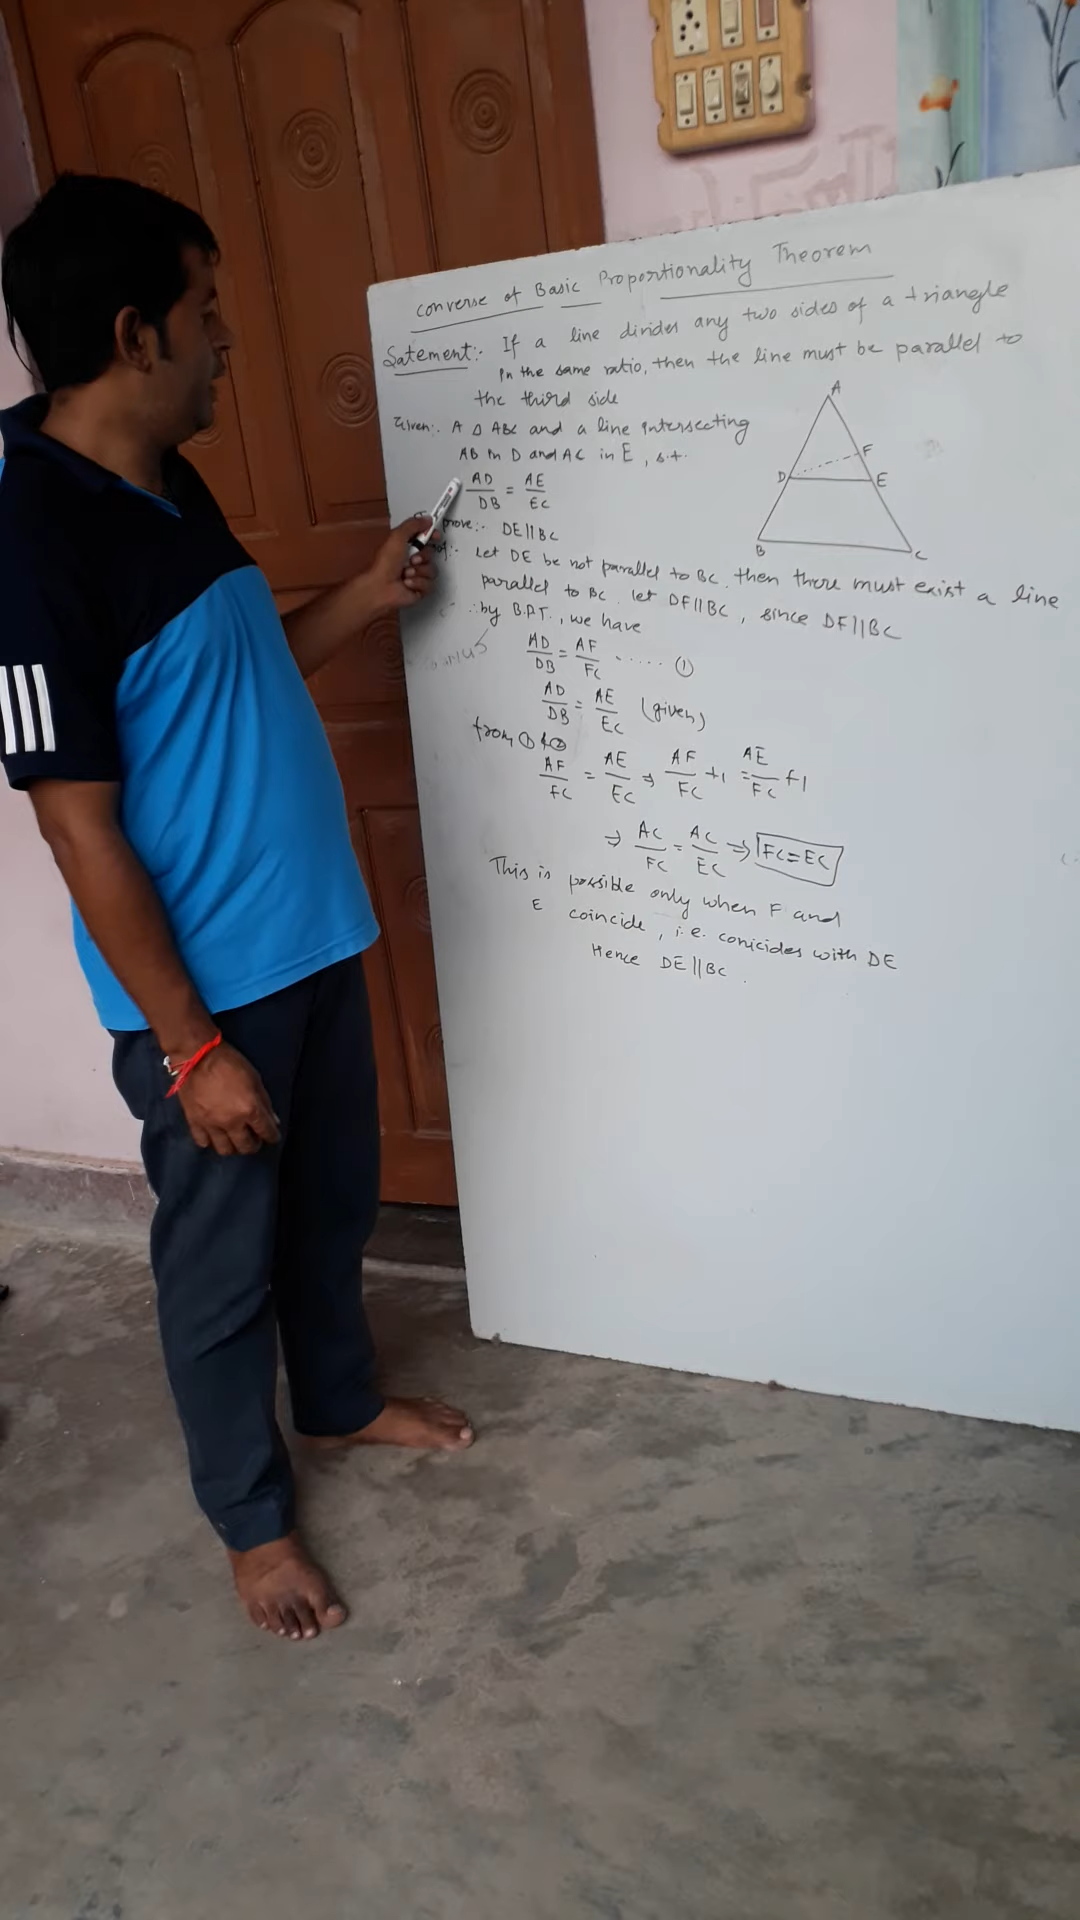 converse of Basic Proportionality Theorem
Satement:- If a line divides any two sides of a triangle
in the same ratio, then the line must be parallel to
the third side
Given:- A Δ ABC and a line intersecting
AB in D and AC in E, s.t.
AD/DB = AE/EC
prove:- DE||BC
Let DE be not parallel to BC. then there must exist a line
parallel to BC. let DF||BC, since DF||BC
∴ by B.P.T., we have
AD/DB = AF/FC ...... ①
AD/DB = AE/EC (given)
from ① & ②
AF/FC = AE/EC ⇒ AF/FC +1 = AE/FC +1
⇒ AC/FC = AC/EC ⇒ FC=EC
This is possible only when F and
E coincide, i.e. conicides with DE
Hence DE||BC.
A
F
D
E
B
C